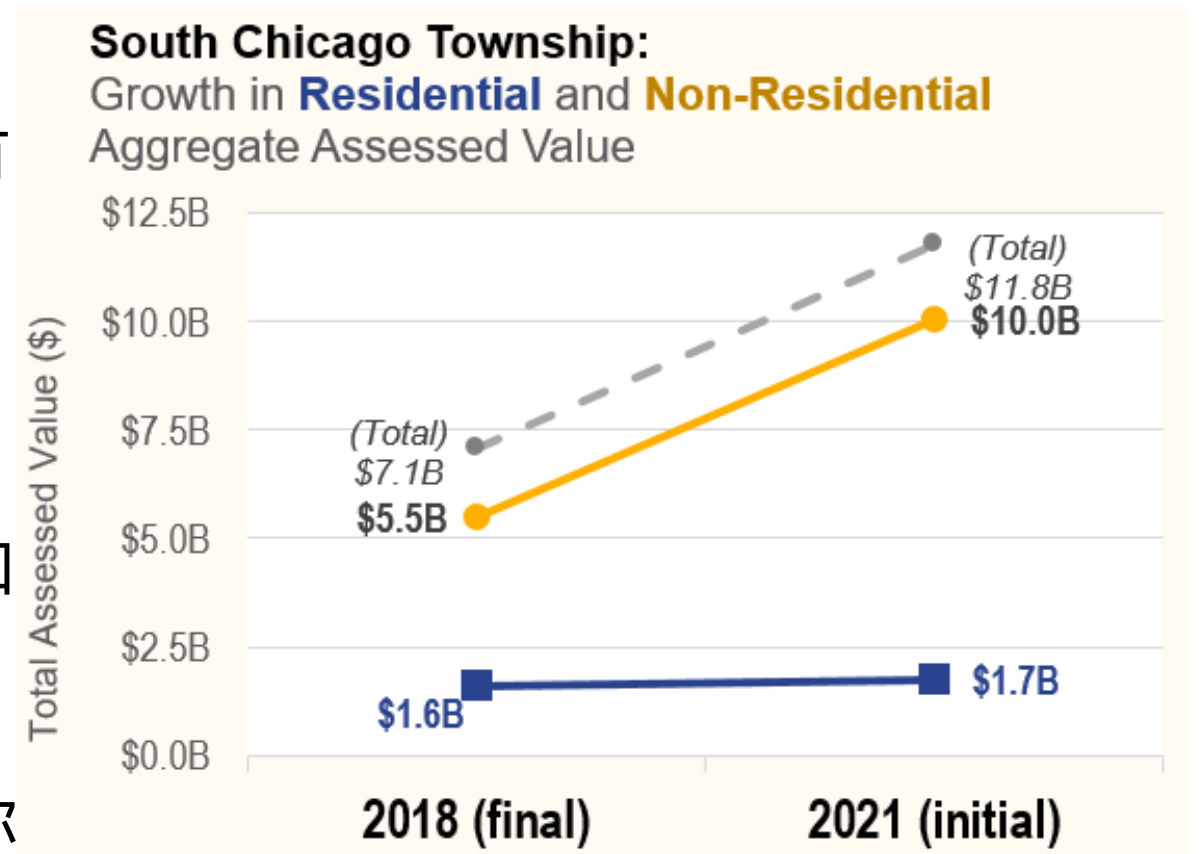 South Chicago Township:
Growth in Residential and Non-Residential
Aggregate Assessed Value
Total Assessed Value ($)
$12.5B
$10.0B
$7.5B
$5.0B
$2.5B
$0.0B
(Total)
$11.8B
$10.0B
(Total)
$7.1B
$5.5B
$1.6B
$1.7B
2018 (final)
2021 (initial)